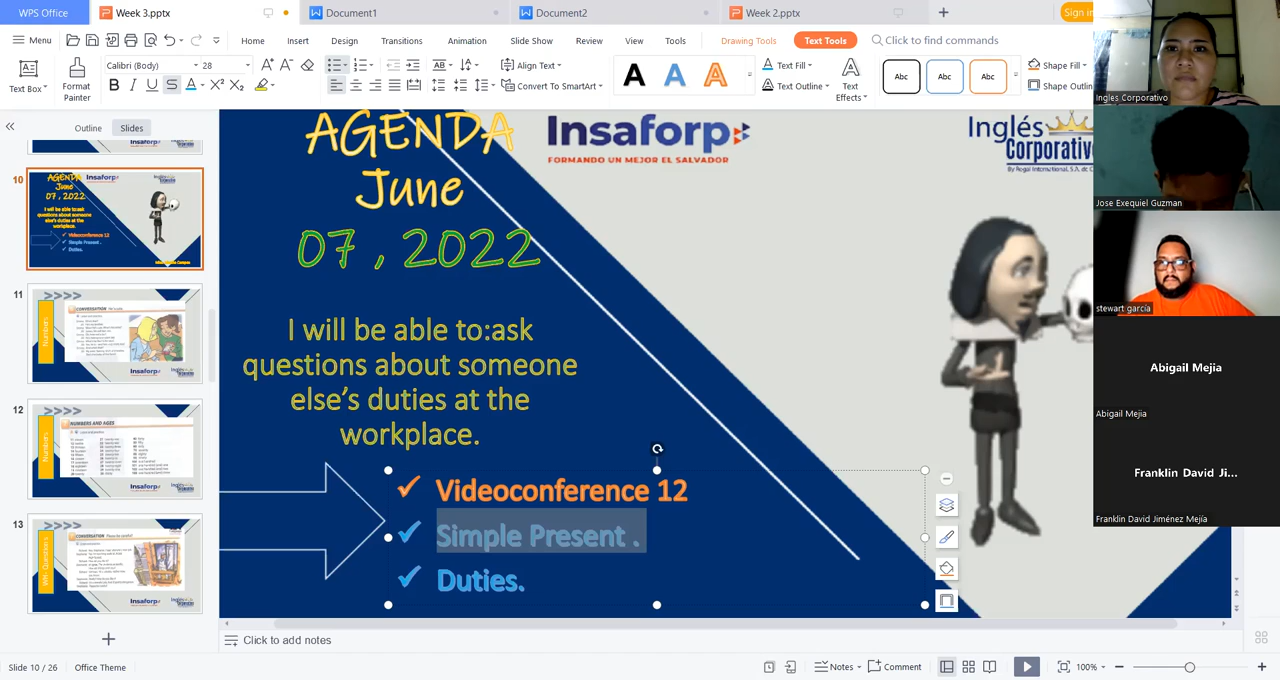 WPS Office
Week 3.pptx
Document1
Document2
Week 2.pptx
Sign in
Menu
Home
Insert
Design
Transitions
Animation
Slide Show
Review
View
Tools
Drawing Tools
Text Tools
Click to find commands
Text Box
Format
Painter
Calibri (Body)
28
Align Text
Convert To SmartArt
Text Fill
Text Outline
Text
Effects
Abc
Abc
Abc
Shape Fill
Shape Outlin
Outline
Slides
10
11
12
13
AGENDA
June
07 , 2022
Insaforp
FORMANDO UN MEJOR EL SALVADOR
Inglés
Corporativo
I will be able to:ask
questions about someone
else’s duties at the
workplace.
Videoconference 12
Simple Present .
Duties.
Ingles Corporativo
Jose Exequiel Guzman
stewart garcía
Abigail Mejia
Abigail Mejia
Franklin David Ji...
Franklin David Jiménez Mejía
Click to add notes
Slide 10 / 26
Office Theme
Notes
Comment
100%